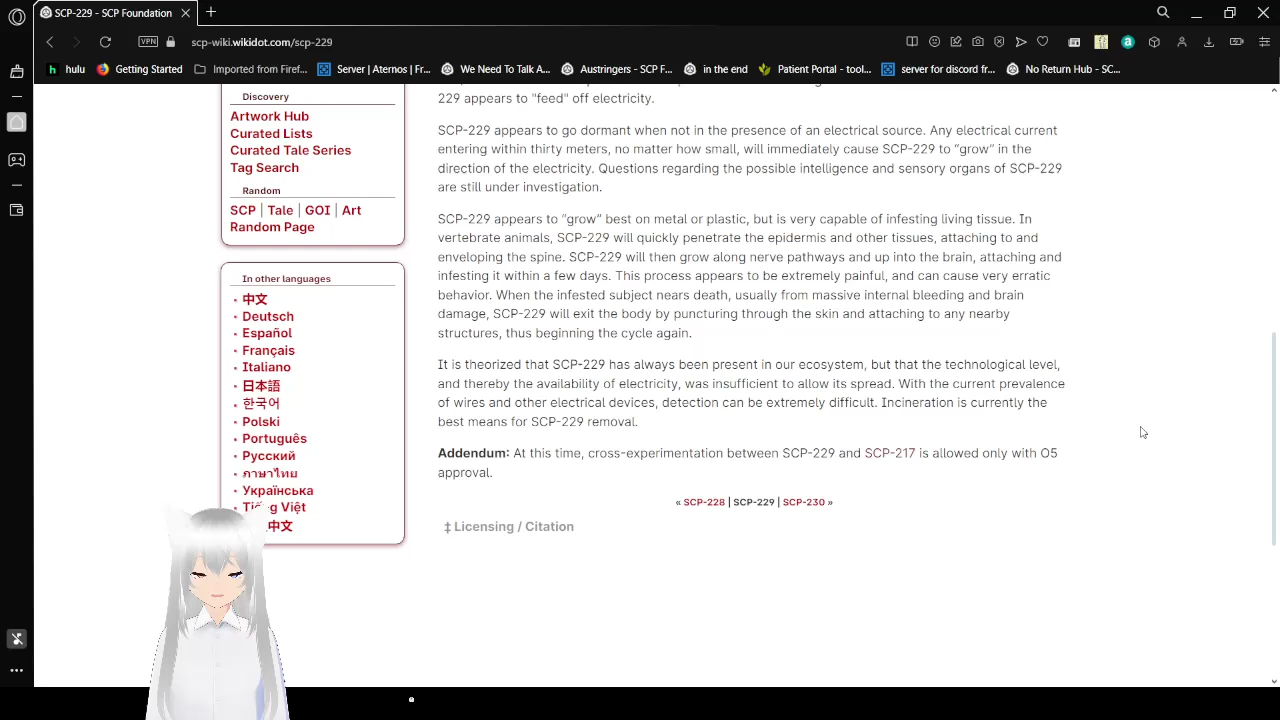 SCP-229 - SCP Foundation
VPN
scp-wiki.wikidot.com/scp-229
hulu
Getting Started
Imported from Firef...
Server | Aternos | Fr...
We Need To Talk A...
Austringers - SCP F...
in the end
Patient Portal - tool...
server for discord fr...
No Return Hub - SC...
Discovery
Artwork Hub
Curated Lists
Curated Tale Series
Tag Search
Random
SCP | Tale | GOI | Art
Random Page
In other languages
中文
Deutsch
Español
Français
Italiano
日本語
한국어
Polski
Português
Русский
ภาษาไทย
Українська
Tiếng Việt
中文
229 appears to "feed" off electricity.
SCP-229 appears to go dormant when not in the presence of an electrical source. Any electrical current
entering within thirty meters, no matter how small, will immediately cause SCP-229 to “grow” in the
direction of the electricity. Questions regarding the possible intelligence and sensory organs of SCP-229
are still under investigation.
SCP-229 appears to “grow” best on metal or plastic, but is very capable of infesting living tissue. In
vertebrate animals, SCP-229 will quickly penetrate the epidermis and other tissues, attaching to and
enveloping the spine. SCP-229 will then grow along nerve pathways and up into the brain, attaching and
infesting it within a few days. This process appears to be extremely painful, and can cause very erratic
behavior. When the infested subject nears death, usually from massive internal bleeding and brain
damage, SCP-229 will exit the body by puncturing through the skin and attaching to any nearby
structures, thus beginning the cycle again.
It is theorized that SCP-229 has always been present in our ecosystem, but that the technological level,
and thereby the availability of electricity, was insufficient to allow its spread. With the current prevalence
of wires and other electrical devices, detection can be extremely difficult. Incineration is currently the
best means for SCP-229 removal.
Addendum: At this time, cross-experimentation between SCP-229 and SCP-217 is allowed only with O5
approval.
« SCP-228 | SCP-229 | SCP-230 »
‡ Licensing / Citation